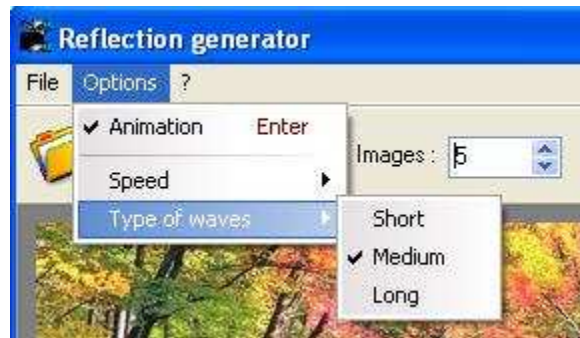 Reflection generator
File Options ?
Animation Enter
Images : 5
Speed
Type of waves
Short
Medium
Long